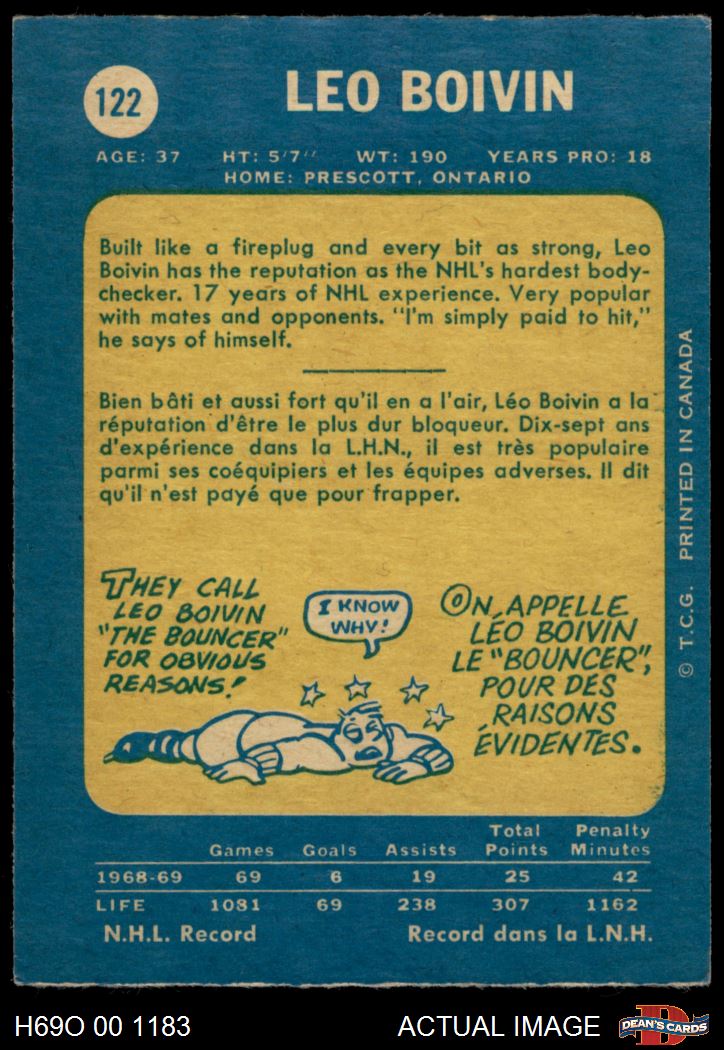 122
LEO BOIVIN
AGE: 37 HT: 5'7'' WT: 190 YEARS PRO: 18
HOME: PRESCOTT, ONTARIO
Built like a fireplug and every bit as strong, Leo
Boivin has the reputation as the NHL's hardest body-
checker. 17 years of NHL experience. Very popular
with mates and opponents. "I'm simply paid to hit,"
he says of himself.
Bien bâti et aussi fort qu'il en a l'air, Léo Boivin a la
réputation d'être le plus dur bloqueur. Dix-sept ans
d'expérience dans la L.H.N., il est très populaire
parmi ses coéquipiers et les équipes adverses. Il dit
qu'il n'est payé que pour frapper.
THEY CALL
LEO BOIVIN
"THE BOUNCER"
FOR OBVIOUS
REASONS!
I KNOW
WHY!
ON APPELLE
LÉO BOIVIN
LE "BOUNCER",
POUR DES
RAISONS
ÉVIDENTES.
© T.C.G. PRINTED IN CANADA
Games Goals Assists Total Points Penalty Minutes
1968-69 69 6 19 25 42
LIFE 1081 69 238 307 1162
N.H.L. Record Record dans la L.N.H.
H69O 00 1183
ACTUAL IMAGE
D
DEAN'S CARDS